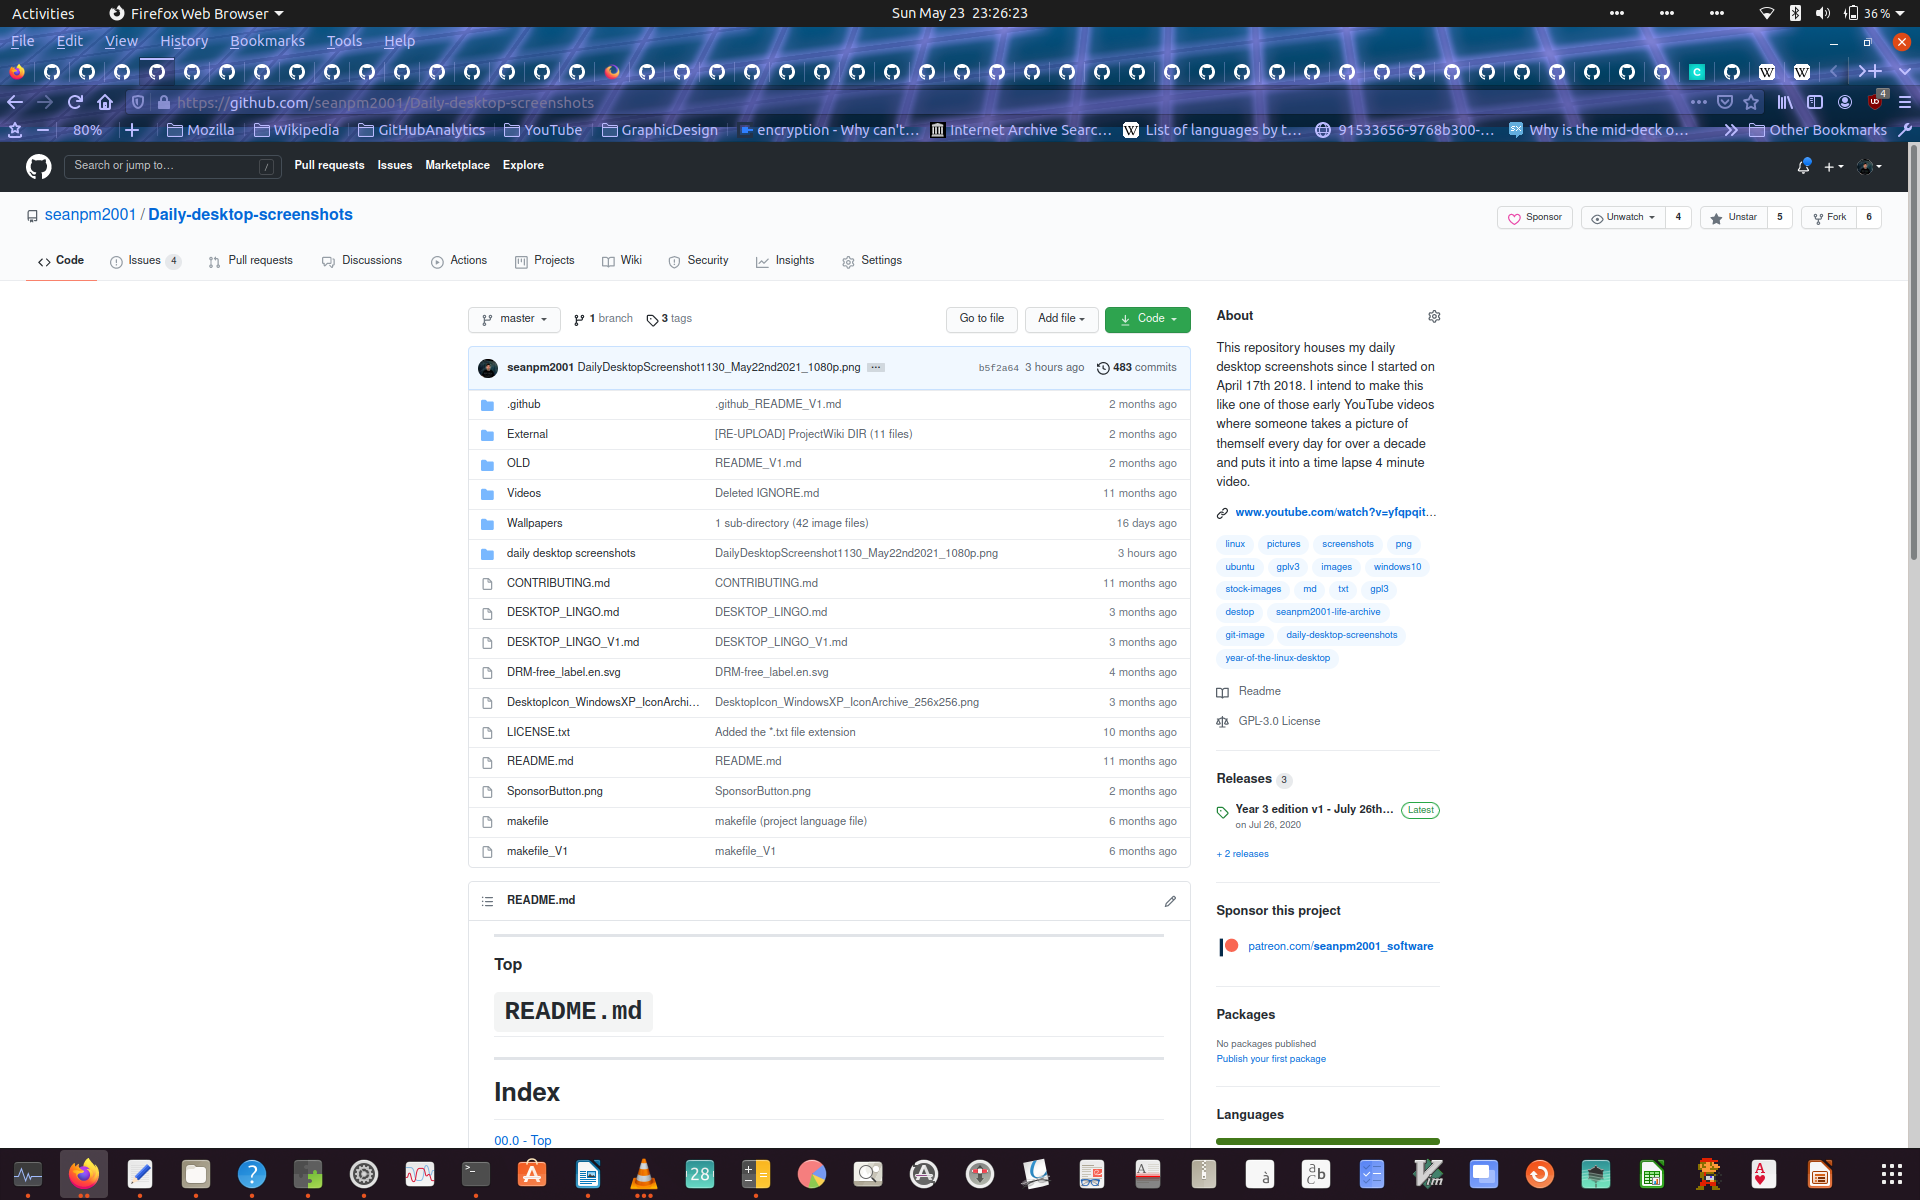 Activities Firefox Web Browser Sun May 23 23:26:23 36 %
File Edit View History Bookmarks Tools Help
https://github.com/seanpm2001/Daily-desktop-screenshots 4
80% Mozilla Wikipedia GitHubAnalytics YouTube GraphicDesign encryption - Why can't… Internet Archive Searc… List of languages by t… 91533656-9768b300-… Why is the mid-deck o… Other Bookmarks
Search or jump to… / Pull requests Issues Marketplace Explore
seanpm2001 / Daily-desktop-screenshots Sponsor Unwatch 4 Unstar 5 Fork 6
Code Issues 4 Pull requests Discussions Actions Projects Wiki Security Insights Settings
master 1 branch 3 tags Go to file Add file Code
seanpm2001 DailyDesktopScreenshot1130_May22nd2021_1080p.png … b5f2a64 3 hours ago 483 commits
.github .github_README_V1.md 2 months ago
External [RE-UPLOAD] ProjectWiki DIR (11 files) 2 months ago
OLD README_V1.md 2 months ago
Videos Deleted IGNORE.md 11 months ago
Wallpapers 1 sub-directory (42 image files) 16 days ago
daily desktop screenshots DailyDesktopScreenshot1130_May22nd2021_1080p.png 3 hours ago
CONTRIBUTING.md CONTRIBUTING.md 11 months ago
DESKTOP_LINGO.md DESKTOP_LINGO.md 3 months ago
DESKTOP_LINGO_V1.md DESKTOP_LINGO_V1.md 3 months ago
DRM-free_label.en.svg DRM-free_label.en.svg 4 months ago
DesktopIcon_WindowsXP_IconArchi… DesktopIcon_WindowsXP_IconArchive_256x256.png 3 months ago
LICENSE.txt Added the *.txt file extension 10 months ago
README.md README.md 11 months ago
SponsorButton.png SponsorButton.png 2 months ago
makefile makefile (project language file) 6 months ago
makefile_V1 makefile_V1 6 months ago
README.md
Top
README.md
Index
00.0 - Top
About
This repository houses my daily
desktop screenshots since I started on
April 17th 2018. I intend to make this
like one of those early YouTube videos
where someone takes a picture of
themself every day for over a decade
and puts it into a time lapse 4 minute
video.
www.youtube.com/watch?v=yfqpqit…
linux pictures screenshots png
ubuntu gplv3 images windows10
stock-images md txt gpl3
destop seanpm2001-life-archive
git-image daily-desktop-screenshots
year-of-the-linux-desktop
Readme
GPL-3.0 License
Releases 3
Year 3 edition v1 - July 26th… Latest
on Jul 26, 2020
+ 2 releases
Sponsor this project
patreon.com/seanpm2001_software
Packages
No packages published
Publish your first package
Languages
28